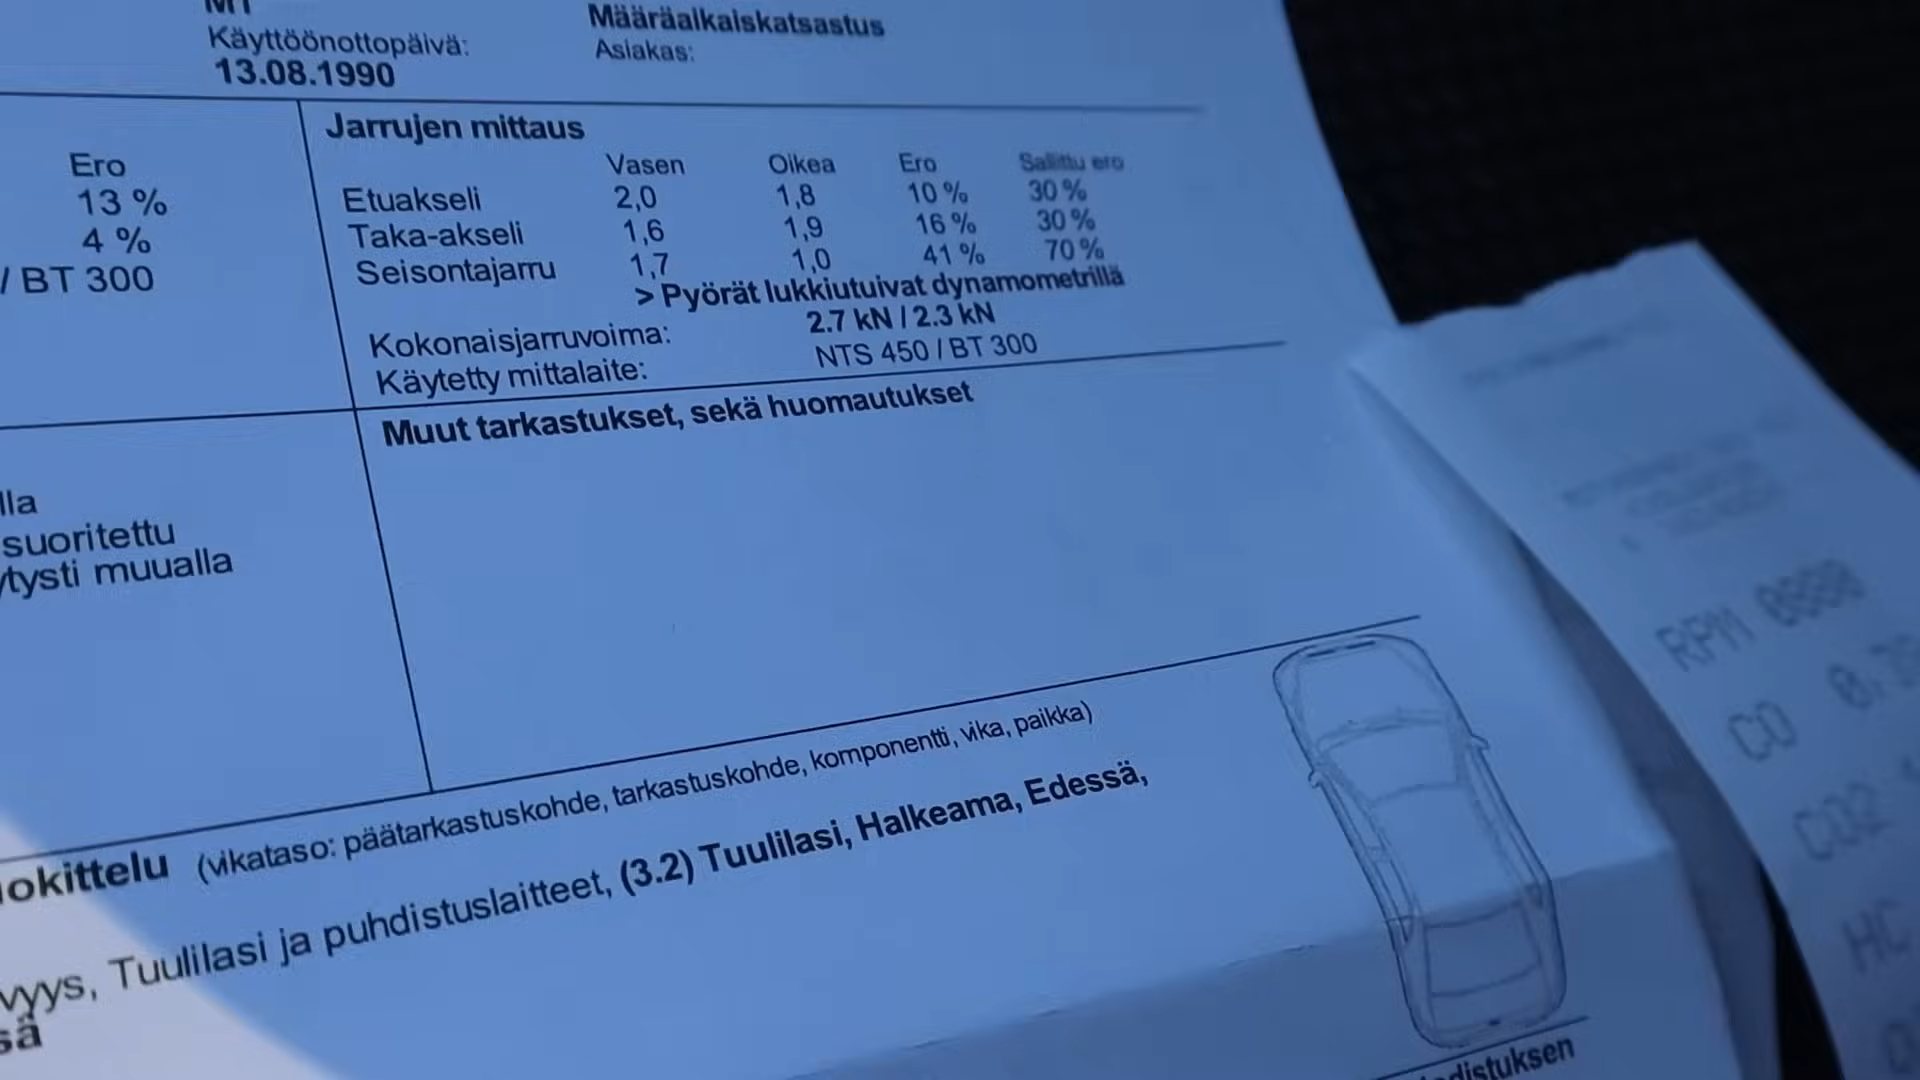 MT
Käyttöönottopäivä:
13.08.1990
Määräaikaiskatsastus
Asiakas:
Ero
13 %
4 %
/ BT 300
Jarrujen mittaus
Vasen Oikea Ero Sallittu ero
Etuakseli 2,0 1,8 10 % 30 %
Taka-akseli 1,6 1,9 16 % 30 %
Seisontajarru 1,7 1,0 41 % 70 %
> Pyörät lukkiutuivat dynamometrillä
Kokonaisjarruvoima: 2.7 kN / 2.3 kN
Käytetty mittalaite: NTS 450 / BT 300
lla
suoritettu
ytysti muualla
Muut tarkastukset, sekä huomautukset
lokittelu (vikataso: päätarkastuskohde, tarkastuskohde, komponentti, vika, paikka)
vyys, Tuulilasi ja puhdistuslaitteet, (3.2) Tuulilasi, Halkeama, Edessä,
sä
distuksen
RPM
CO
CO2
HC